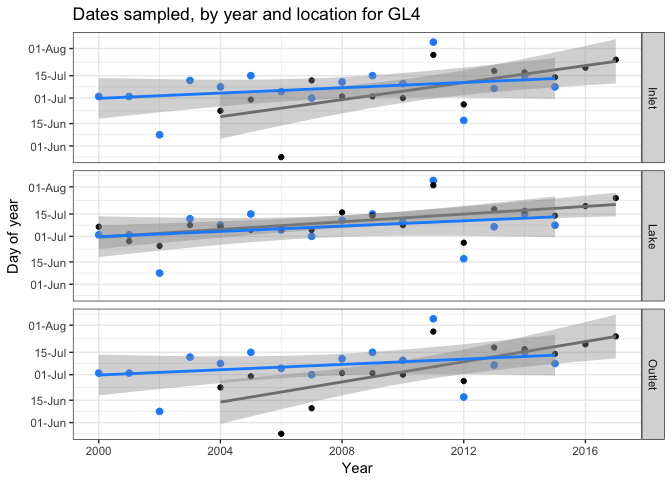 Dates sampled, by year and location for GL4
Day of year
01-Aug
15-Jul
01-Jul
15-Jun
01-Jun
Inlet
01-Aug
15-Jul
01-Jul
15-Jun
01-Jun
Lake
01-Aug
15-Jul
01-Jul
15-Jun
01-Jun
Outlet
2000 2004 2008 2012 2016
Year